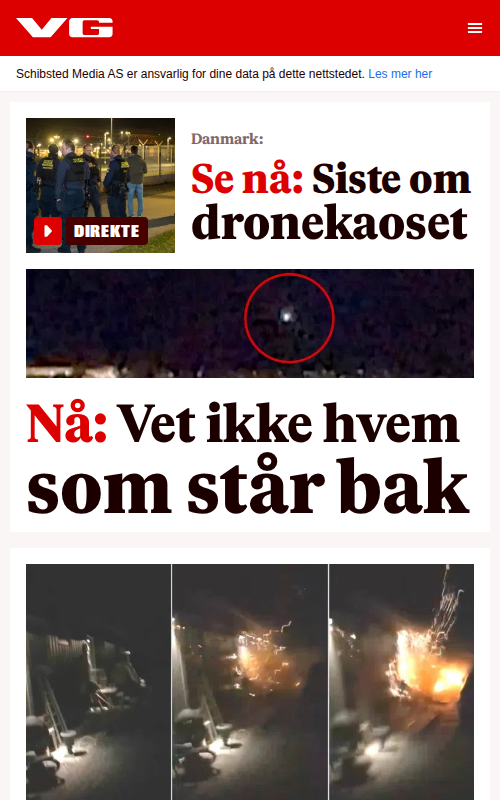 VG
Schibsted Media AS er ansvarlig for dine data på dette nettstedet. Les mer her
Danmark:
Se nå: Siste om
dronekaoset
DIREKTE
Nå: Vet ikke hvem
som står bak